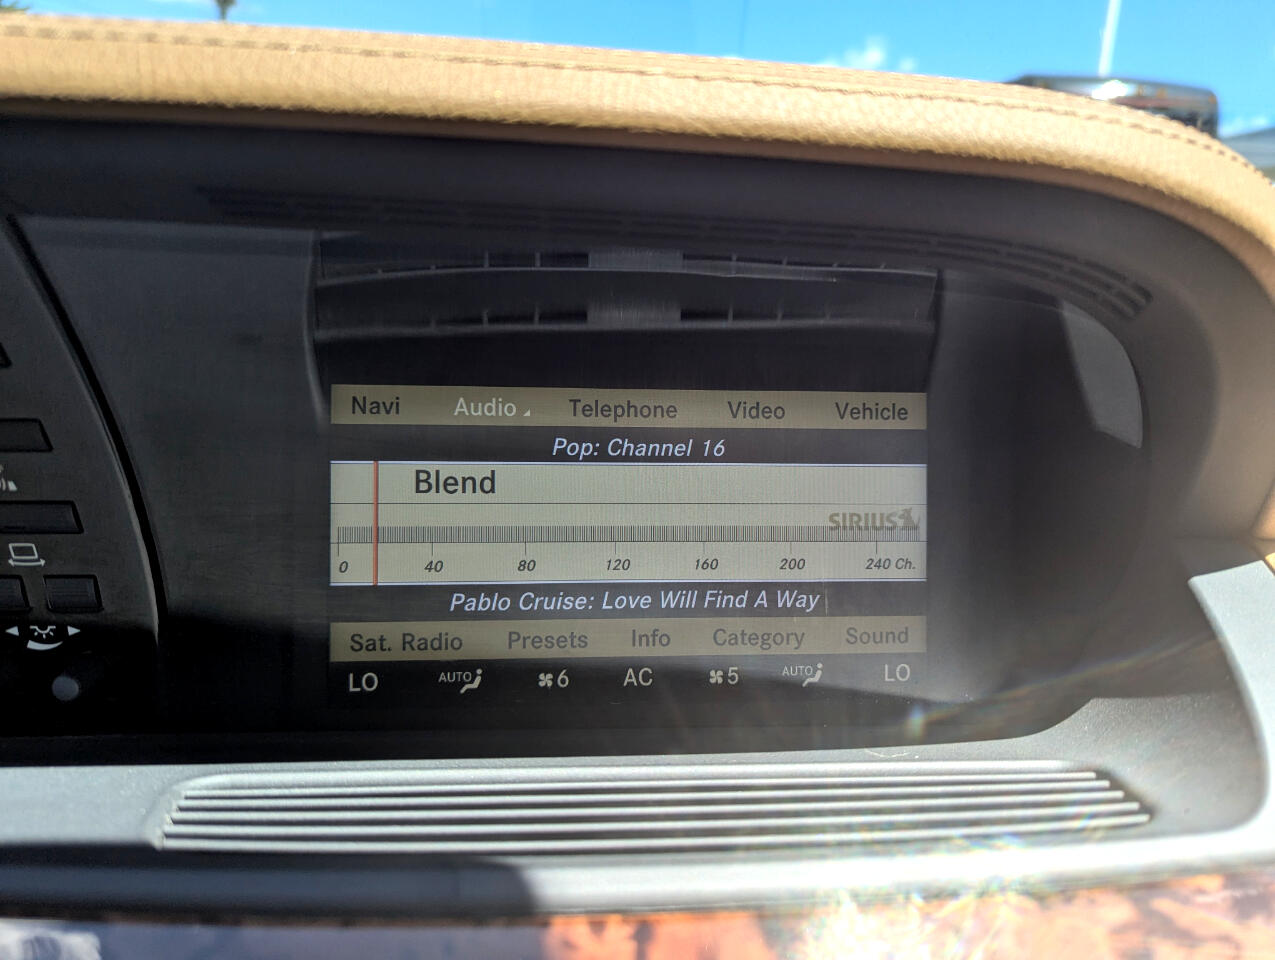 Navi Audio Telephone Video Vehicle
Pop: Channel 16
Blend
SIRIUS
0 40 80 120 160 200 240 Ch.
Pablo Cruise: Love Will Find A Way
Sat. Radio Presets Info Category Sound
LO AUTO 6 AC 5 AUTO LO